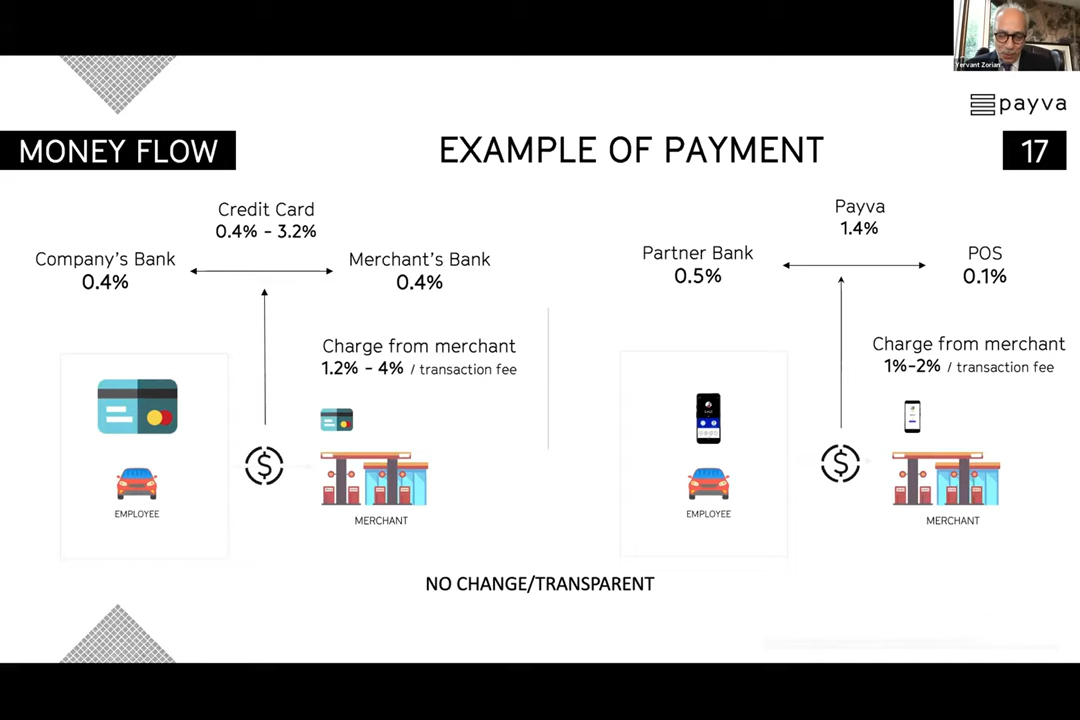 Yervant Zorian
payva
MONEY FLOW
EXAMPLE OF PAYMENT
17
Credit Card
0.4% - 3.2%
Company's Bank
0.4%
Merchant's Bank
0.4%
Charge from merchant
1.2% - 4% / transaction fee
EMPLOYEE
MERCHANT
Payva
1.4%
Partner Bank
0.5%
POS
0.1%
Charge from merchant
1%-2% / transaction fee
EMPLOYEE
MERCHANT
NO CHANGE/TRANSPARENT